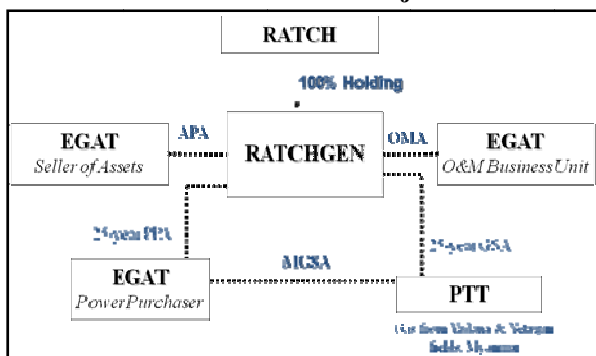 RATCH
100% Holding
EGAT
Seller of Assets
APA
RATCHGEN
OMA
EGAT
O&M Business Unit
25-year PPA
25-year GSA
EGAT
Power Purchaser
MGSA
PTT
Gas from Yadana & Yetagun
fields, Myanmar